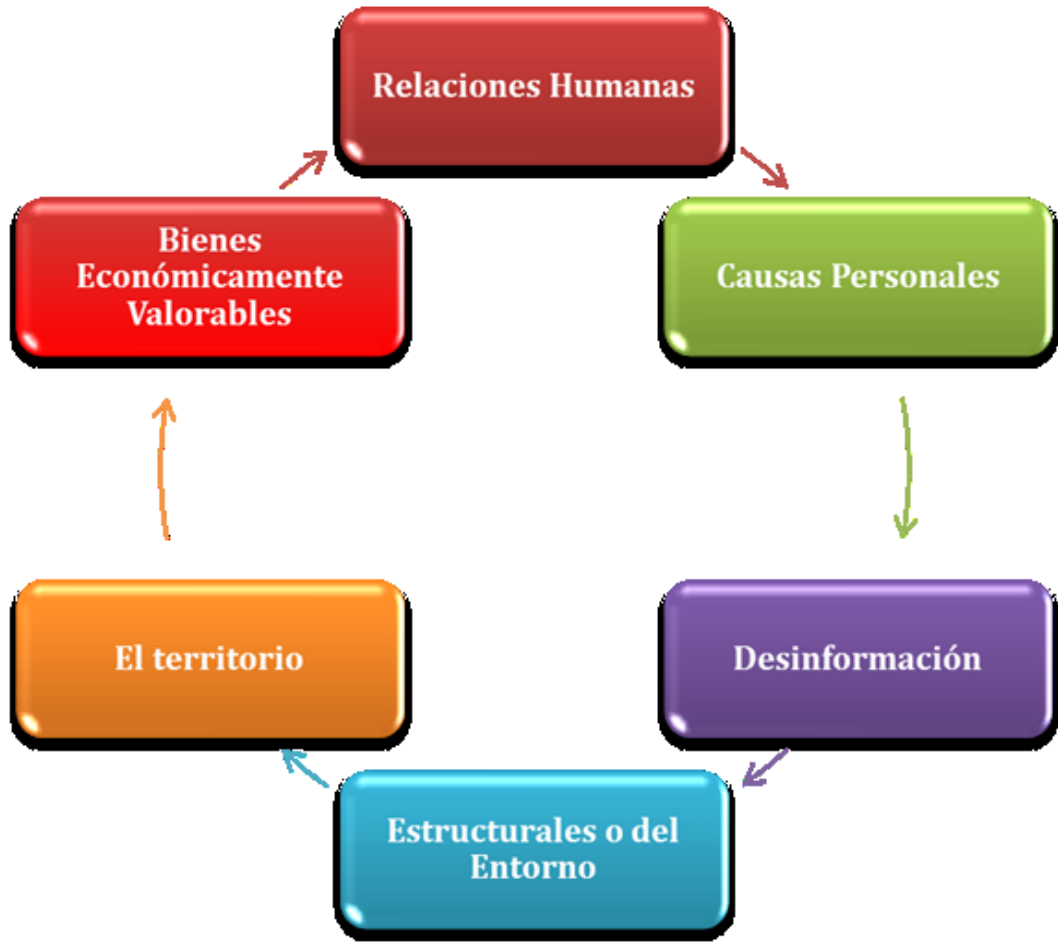 Relaciones Humanas
Causas Personales
Desinformación
Estructurales o del
Entorno
El territorio
Bienes
Económicamente
Valorables